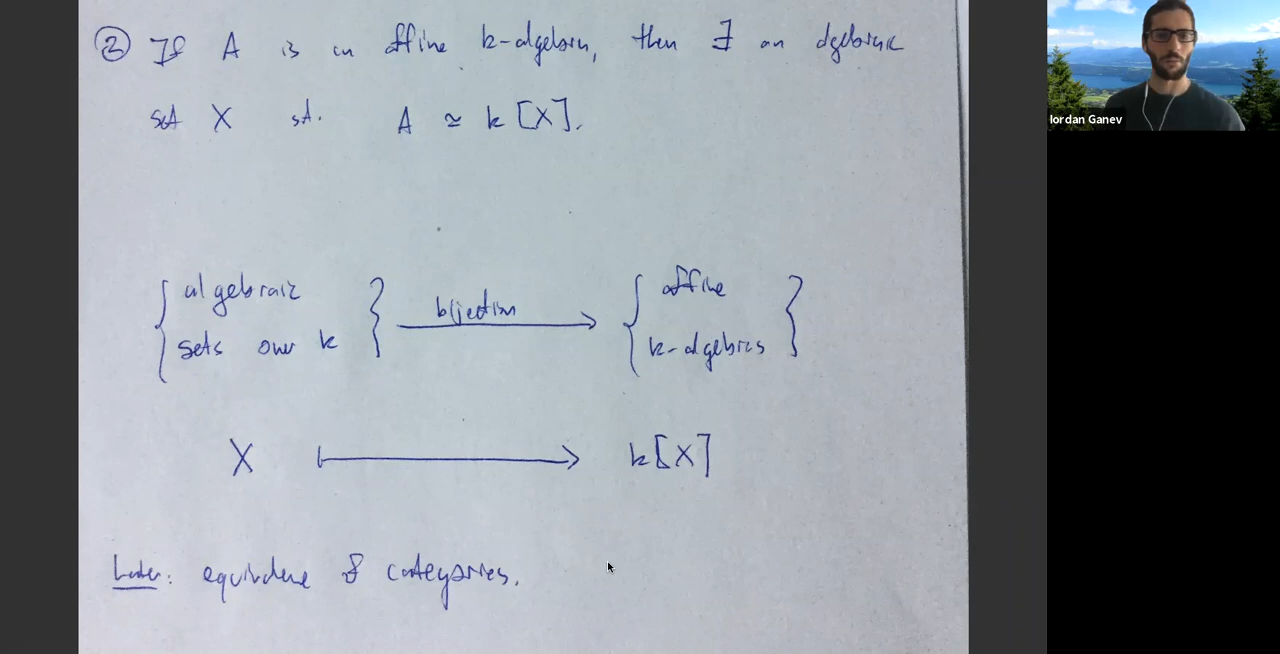 ② If A is an affine k-algebra, then ∃ an algebraic
set X st. A ≃ k[X].
{ algebraic sets over k } bijection → { affine k-algebras }
X ↦ k[X]
Later: equivalence of categories.
Iordan Ganev